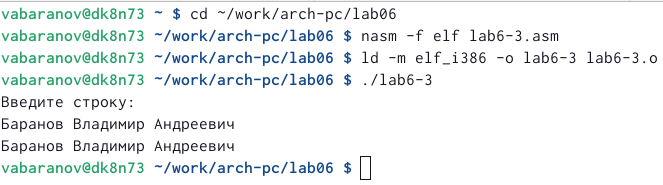 vabaranov@dk8n73 ~ $ cd ~/work/arch-pc/lab06
vabaranov@dk8n73 ~/work/arch-pc/lab06 $ nasm -f elf lab6-3.asm
vabaranov@dk8n73 ~/work/arch-pc/lab06 $ ld -m elf_i386 -o lab6-3 lab6-3.o
vabaranov@dk8n73 ~/work/arch-pc/lab06 $ ./lab6-3
Введите строку:
Баранов Владимир Андреевич
Баранов Владимир Андреевич
vabaranov@dk8n73 ~/work/arch-pc/lab06 $